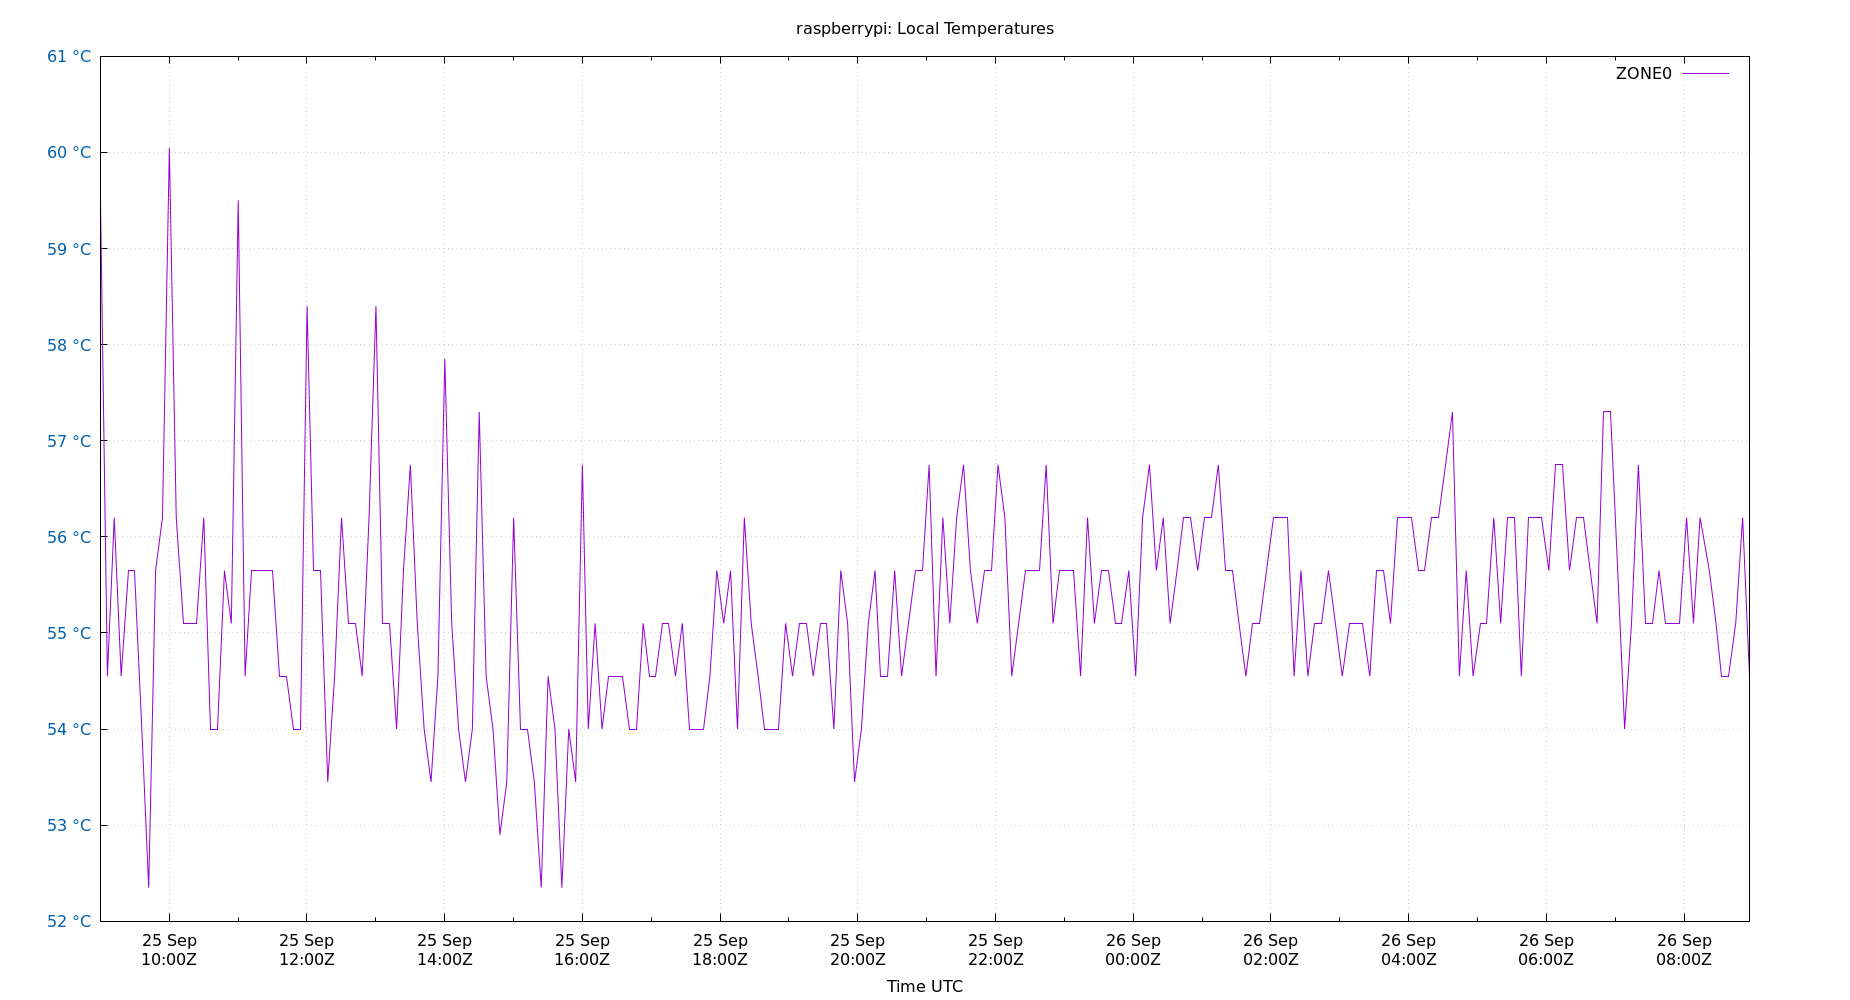 raspberrypi: Local Temperatures
61 °C
ZONE0
60 °C
59 °C
58 °C
57 °C
56 °C
55 °C
54 °C
53 °C
52 °C
25 Sep 25 Sep 25 Sep 25 Sep 25 Sep 25 Sep 25 Sep 26 Sep 26 Sep 26 Sep 26 Sep 26 Sep
10:00Z 12:00Z 14:00Z 16:00Z 18:00Z 20:00Z 22:00Z 00:00Z 02:00Z 04:00Z 06:00Z 08:00Z
Time UTC